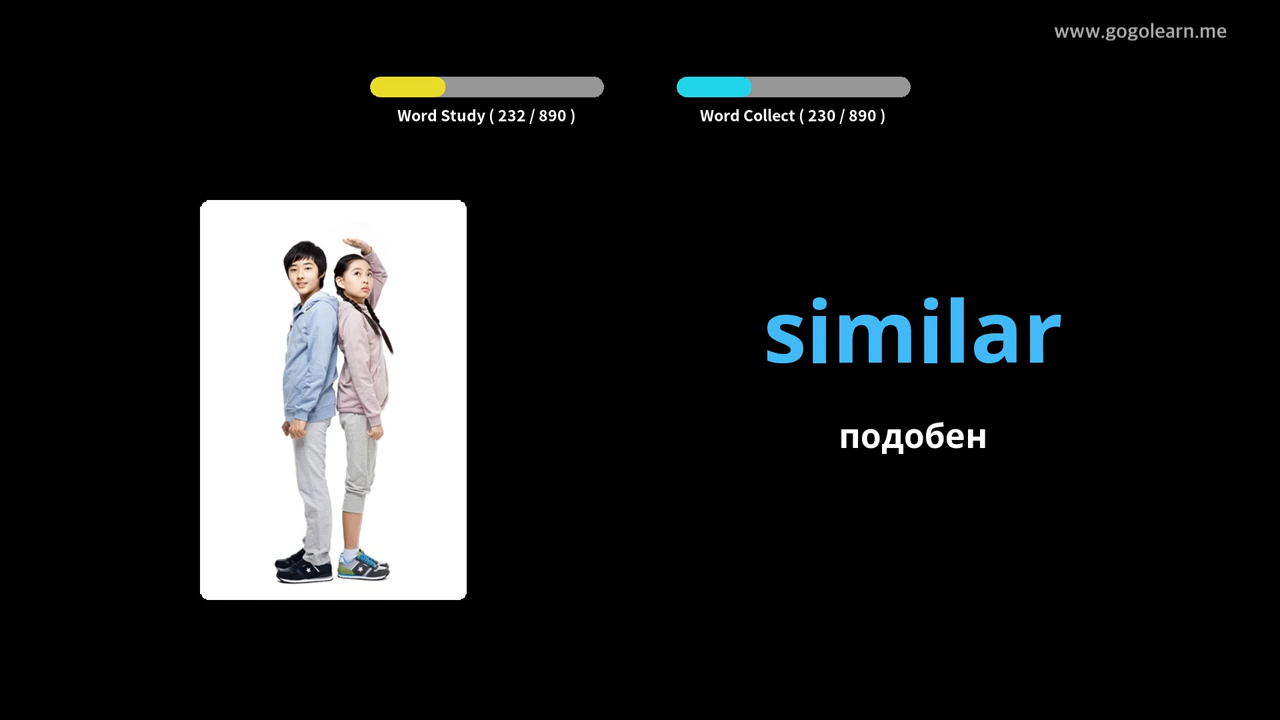 www.gogolearn.me
Word Study ( 232 / 890 )
Word Collect ( 230 / 890 )
similar
подобен